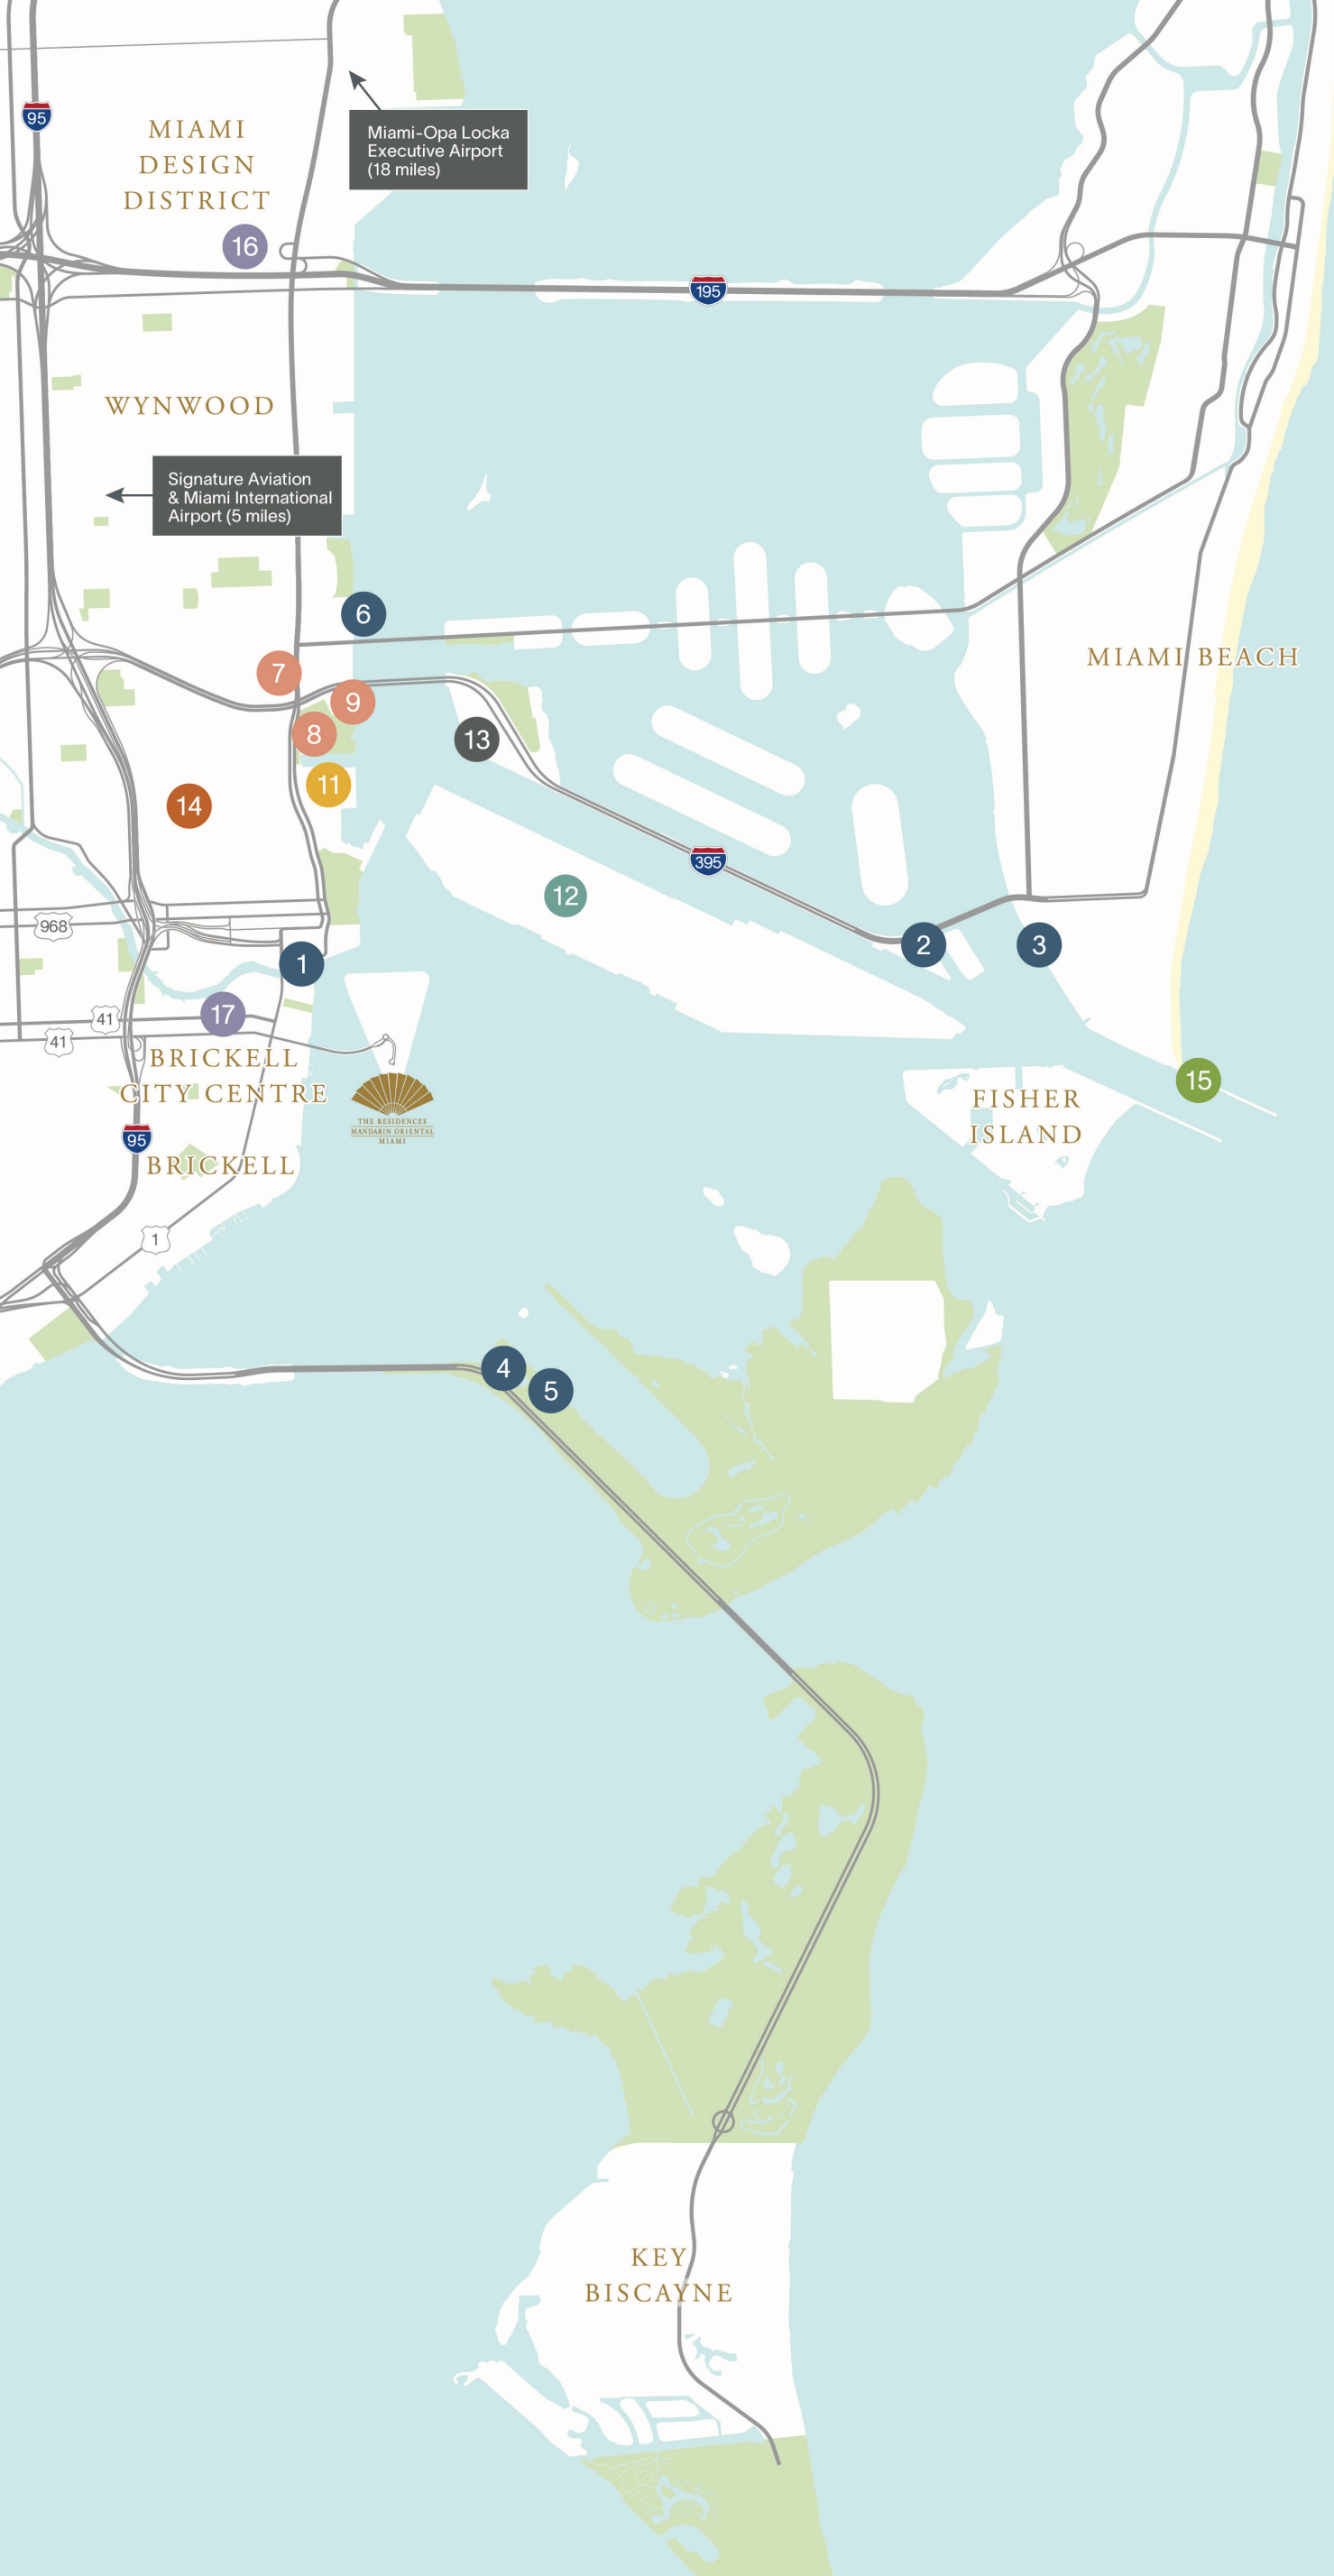 95
MIAMI
DESIGN
DISTRICT
Miami-Opa Locka
Executive Airport
(18 miles)
16
195
WYNWOOD
Signature Aviation
& Miami International
Airport (5 miles)
6
7
9
8
13
11
14
MIAMI BEACH
395
12
968
1
2
3
17
41
41
BRICKELL
CITY CENTRE
THE RESIDENCES
MANDARIN ORIENTAL
MIAMI
15
FISHER
ISLAND
95
BRICKELL
1
4
5
KEY
BISCAYNE